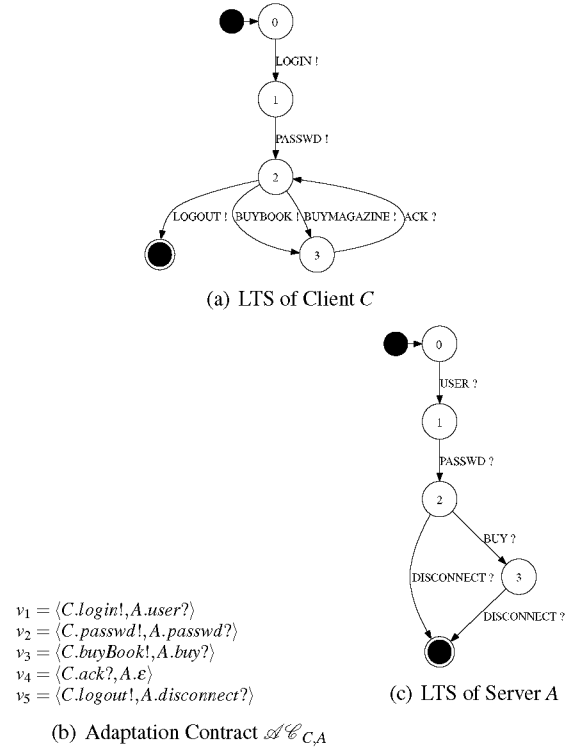 0
LOGIN !
1
PASSWD !
2
LOGOUT ! BUYBOOK ! BUYMAGAZINE ! ACK ?
3
(a) LTS of Client C
0
USER ?
1
PASSWD ?
2
BUY ?
DISCONNECT ? 3
DISCONNECT ?
v1 = ⟨C.login!,A.user?⟩
v2 = ⟨C.passwd!,A.passwd?⟩
v3 = ⟨C.buyBook!,A.buy?⟩
v4 = ⟨C.ack?,A.ε⟩
v5 = ⟨C.logout!,A.disconnect?⟩
(c) LTS of Server A
(b) Adaptation Contract 𝒜𝒞C,A